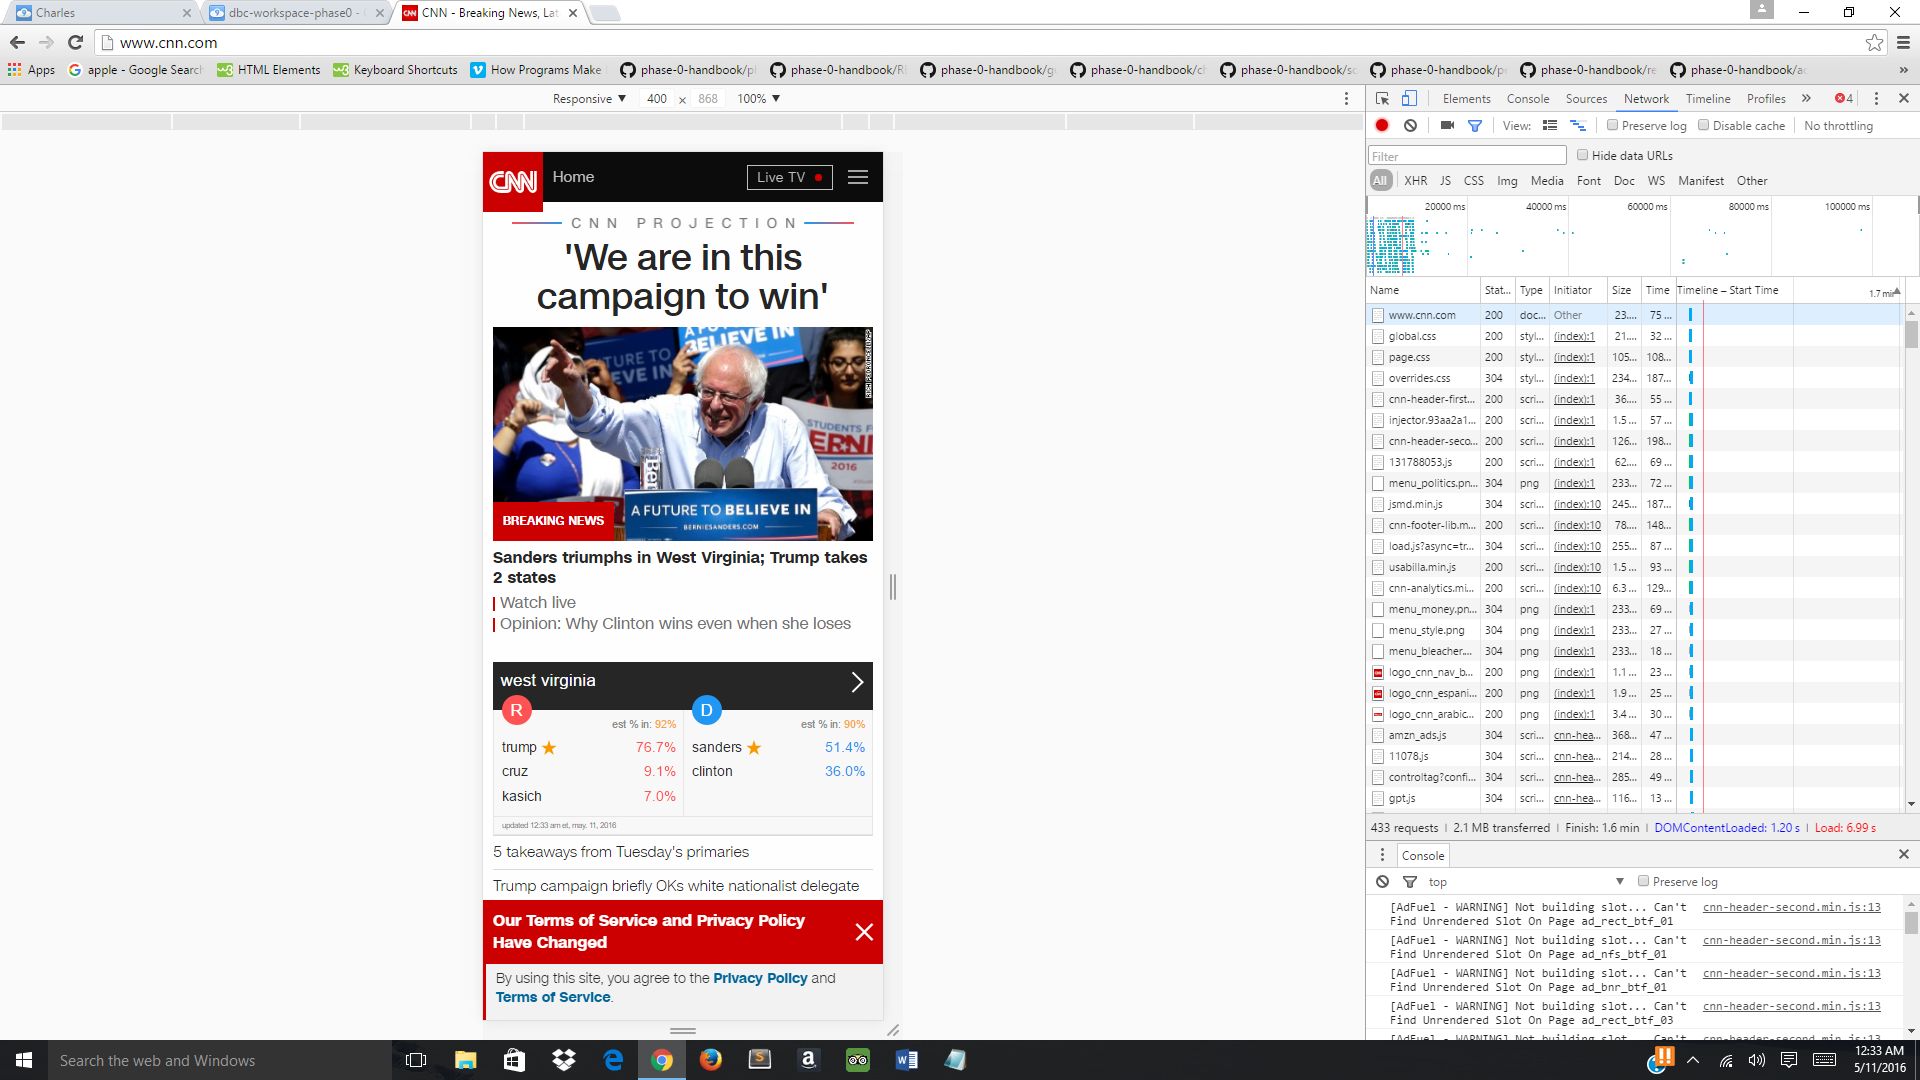 Charles
dbc-workspace-phase0 -
CNN - Breaking News, Lat
www.cnn.com
Apps
apple - Google Search
HTML Elements
Keyboard Shortcuts
How Programs Make
phase-0-handbook/
phase-0-handbook/
phase-0-handbook/
phase-0-handbook/
phase-0-handbook/
phase-0-handbook/
phase-0-handbook/
phase-0-handbook/
»
Responsive ▼ 400 x 868 100% ▼
CNN Home Live TV
CNN PROJECTION
'We are in this
campaign to win'
A FUTURE TO BELIEVE IN
BERNIESANDERS.COM
STUDENTS
BERNIE
2016
BREAKING NEWS
Sanders triumphs in West Virginia; Trump takes
2 states
Watch live
Opinion: Why Clinton wins even when she loses
west virginia
R D
est % in: 92% est % in: 90%
trump 76.7% sanders 51.4%
cruz 9.1% clinton 36.0%
kasich 7.0%
updated 12:33 am et, may. 11, 2016
5 takeaways from Tuesday's primaries
Trump campaign briefly OKs white nationalist delegate
Our Terms of Service and Privacy Policy
Have Changed
By using this site, you agree to the Privacy Policy and
Terms of Service.
Elements Console Sources Network Timeline Profiles » 4
View: Preserve log Disable cache No throttling
Filter Hide data URLs
All XHR JS CSS Img Media Font Doc WS Manifest Other
20000 ms 40000 ms 60000 ms 80000 ms 100000 ms
Name Stat... Type Initiator Size Time Timeline – Start Time 1.7 min
www.cnn.com 200 doc... Other 23.... 75 ...
global.css 200 styl... (index):1 21.... 32 ...
page.css 200 styl... (index):1 105... 108...
overrides.css 304 styl... (index):1 234... 187...
cnn-header-first... 200 scri... (index):1 36.... 55 ...
injector.93aa2a1... 200 scri... (index):1 1.5 ... 57 ...
cnn-header-seco... 200 scri... (index):1 126... 198...
131788053.js 200 scri... (index):1 62.... 69 ...
menu_politics.pn... 304 png (index):1 233... 72 ...
jsmd.min.js 304 scri... (index):10 245... 187...
cnn-footer-lib.m... 200 scri... (index):10 78.... 148...
load.js?async=tr... 304 scri... (index):10 255... 87 ...
usabilla.min.js 200 scri... (index):10 1.5 ... 93 ...
cnn-analytics.mi... 200 scri... (index):10 6.3 ... 129...
menu_money.pn... 304 png (index):1 233... 69 ...
menu_style.png 304 png (index):1 233... 27 ...
menu_bleacher.... 304 png (index):1 233... 18 ...
logo_cnn_nav_b... 200 png (index):1 1.1 ... 23 ...
logo_cnn_espani... 200 png (index):1 1.9 ... 25 ...
logo_cnn_arabic... 200 png (index):1 3.4 ... 30 ...
amzn_ads.js 304 scri... cnn-hea... 368... 47 ...
11078.js 304 scri... cnn-hea... 214... 28 ...
controltag?confi... 304 scri... cnn-hea... 285... 49 ...
gpt.js 304 scri... cnn-hea... 116... 13 ...
433 requests | 2.1 MB transferred | Finish: 1.6 min | DOMContentLoaded: 1.20 s | Load: 6.99 s
Console
top ▼ Preserve log
[AdFuel - WARNING] Not building slot... Can't cnn-header-second.min.js:13
Find Unrendered Slot On Page ad_rect_btf_01
[AdFuel - WARNING] Not building slot... Can't cnn-header-second.min.js:13
Find Unrendered Slot On Page ad_nfs_btf_01
[AdFuel - WARNING] Not building slot... Can't cnn-header-second.min.js:13
Find Unrendered Slot On Page ad_bnr_btf_01
[AdFuel - WARNING] Not building slot... Can't cnn-header-second.min.js:13
Find Unrendered Slot On Page ad_rect_btf_03
[AdFuel - WARNING] Not building slot... Can't cnn-header-second.min.js:13
Search the web and Windows
12:33 AM
5/11/2016